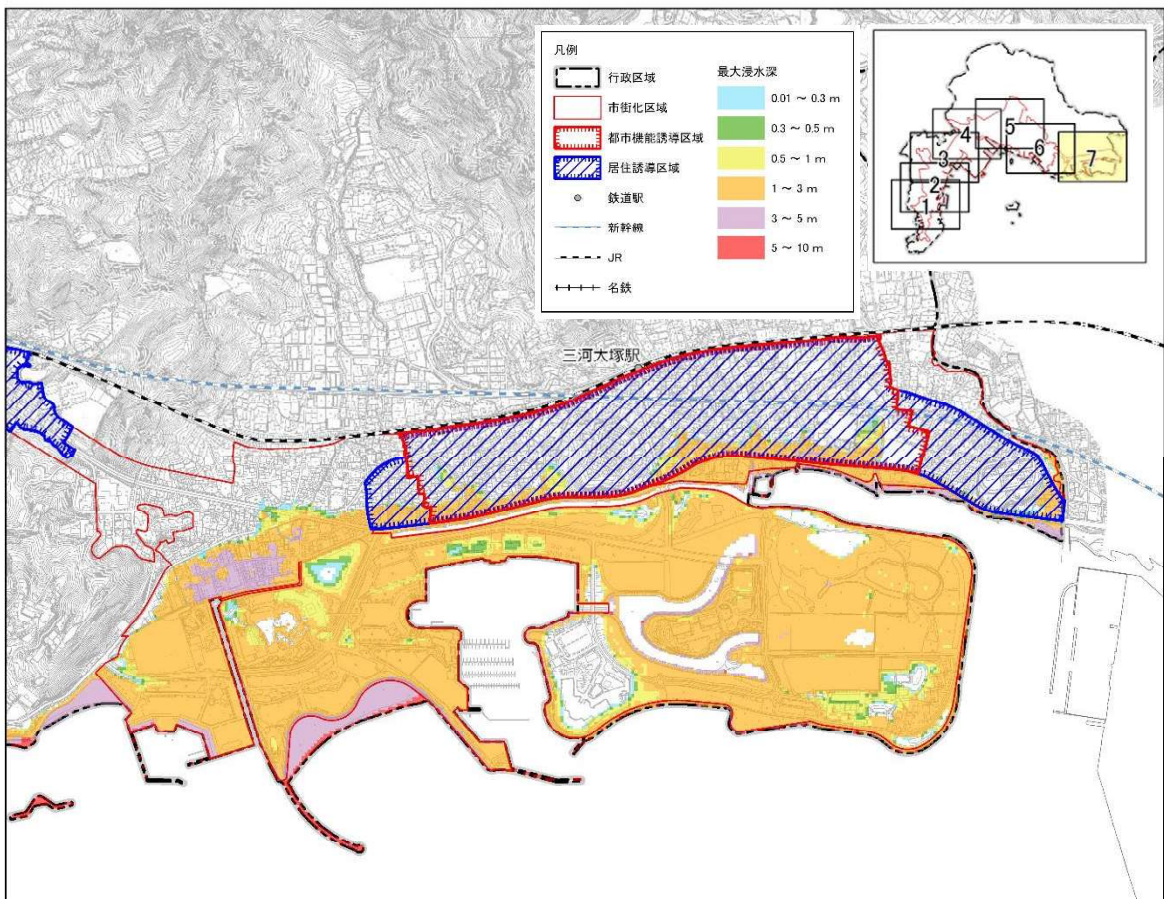 凡例
行政区域
市街化区域
都市機能誘導区域
居住誘導区域
鉄道駅
新幹線
JR
名鉄
最大浸水深
0.01 ～ 0.3 m
0.3 ～ 0.5 m
0.5 ～ 1 m
1 ～ 3 m
3 ～ 5 m
5 ～ 10 m
5
4
6
7
3
2
1
三河大塚駅